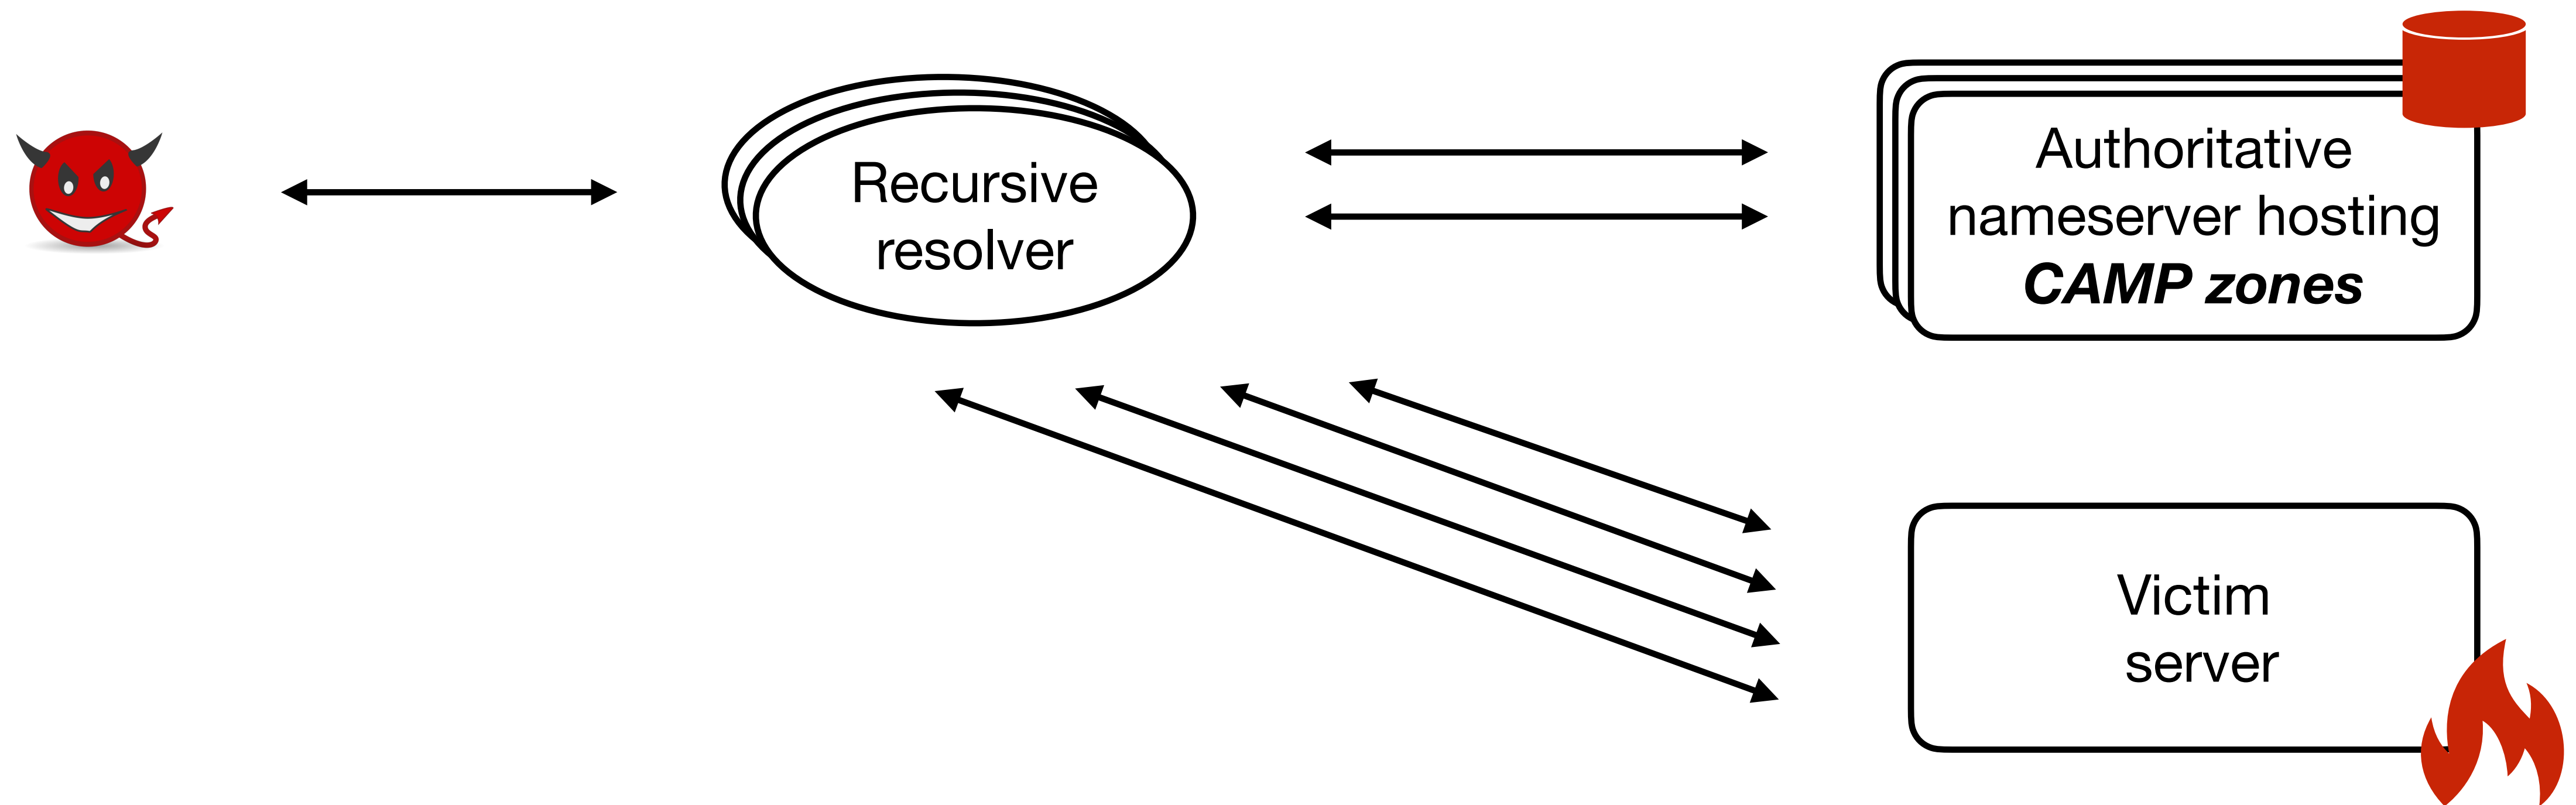 Recursive
resolver
Authoritative
nameserver hosting
CAMP zones
Victim
server